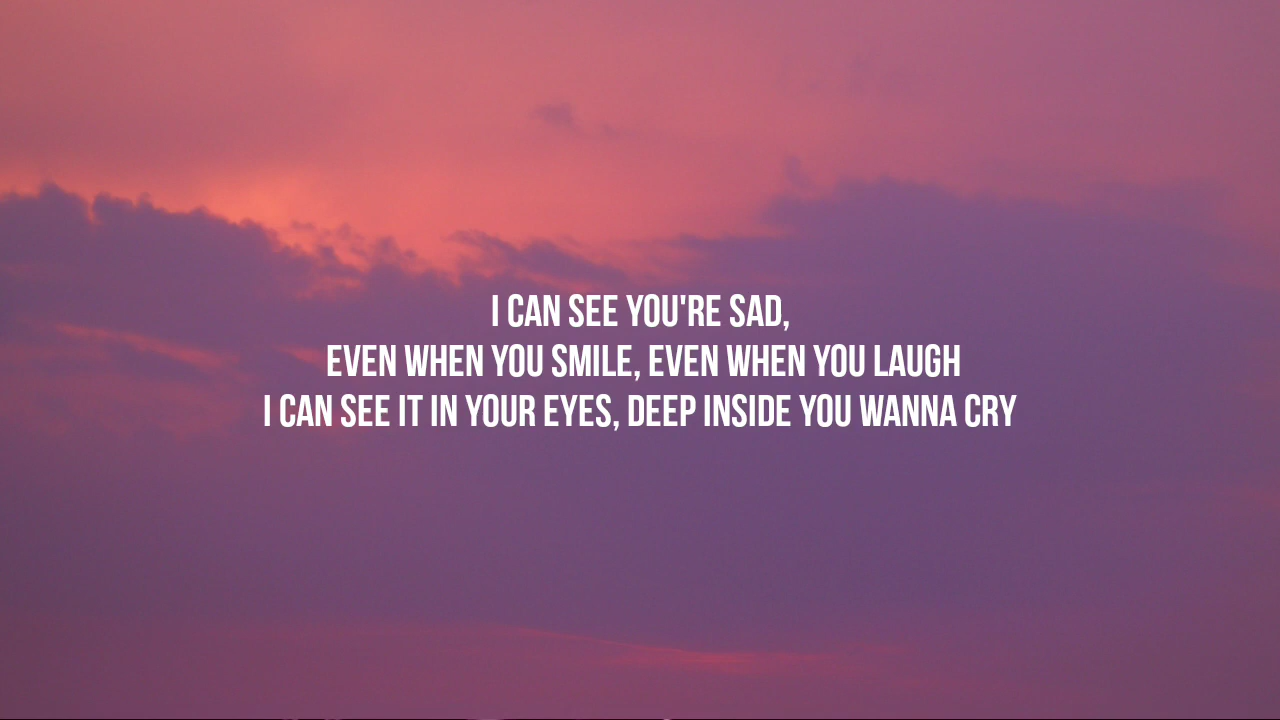 I CAN SEE YOU'RE SAD,
EVEN WHEN YOU SMILE, EVEN WHEN YOU LAUGH
I CAN SEE IT IN YOUR EYES, DEEP INSIDE YOU WANNA CRY